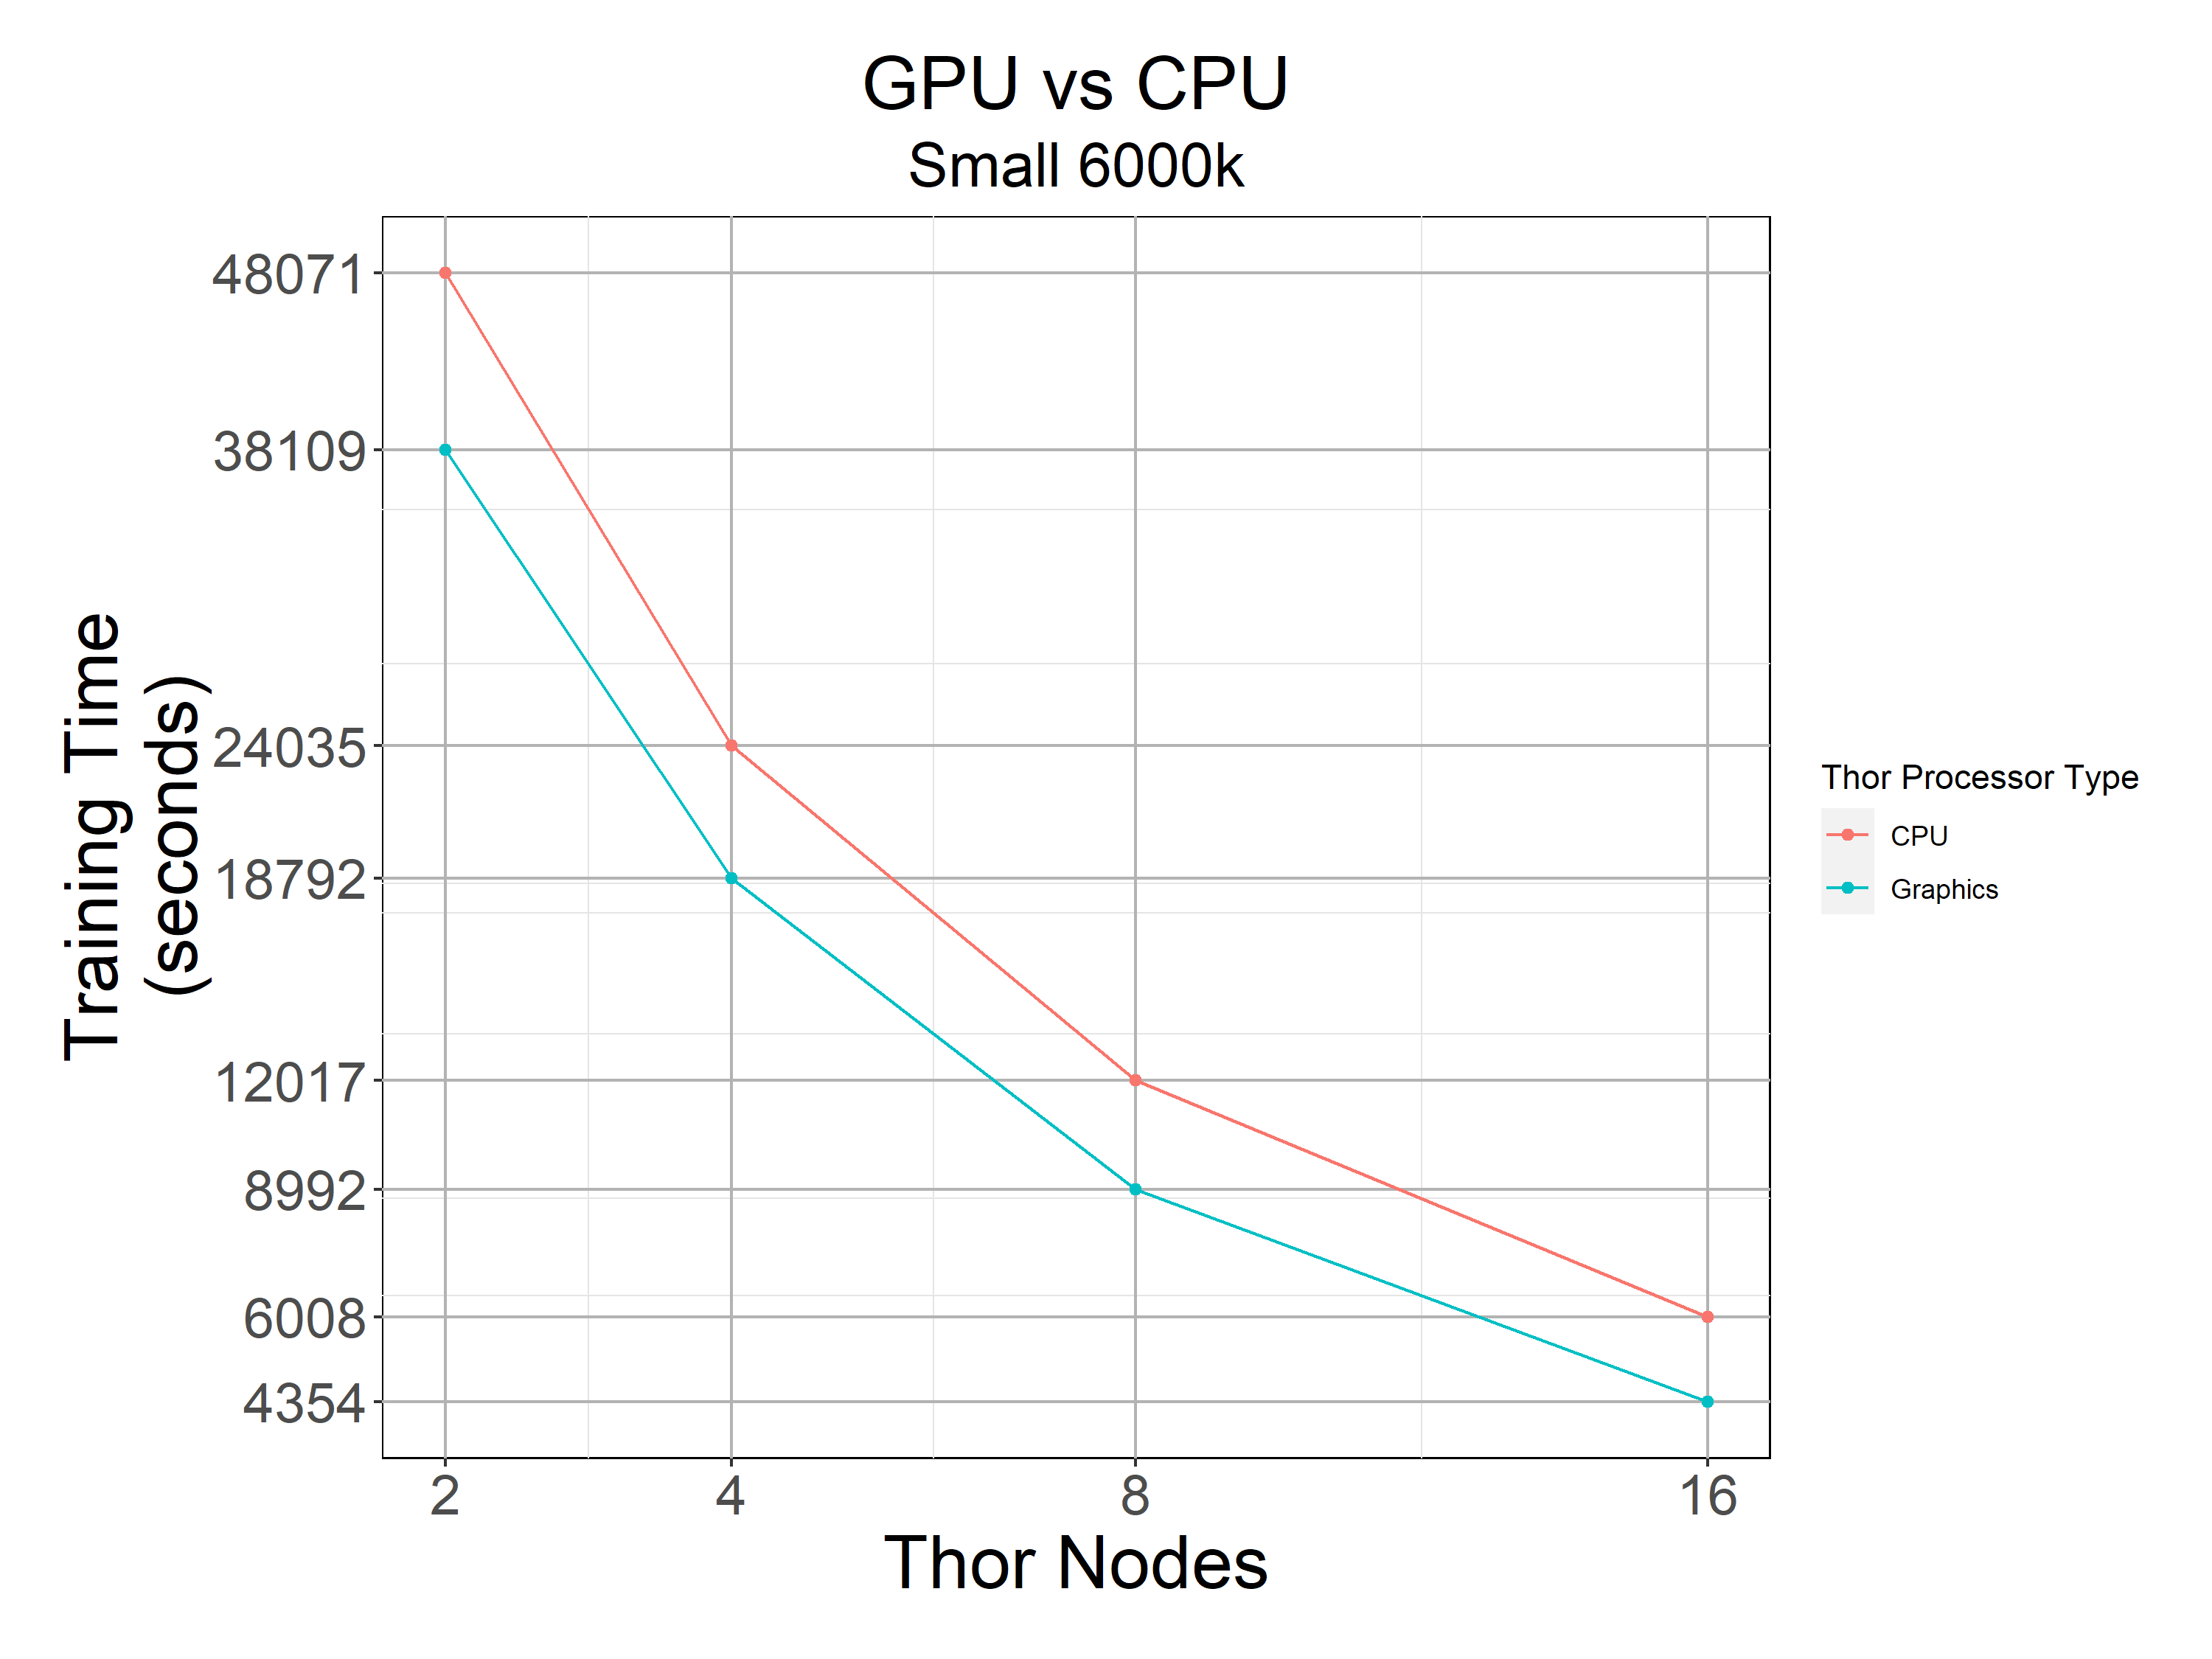 GPU vs CPU
Small 6000k
48071
38109
24035
18792
12017
8992
6008
4354
Training Time
(seconds)
2
4
8
16
Thor Nodes
Thor Processor Type
CPU
Graphics